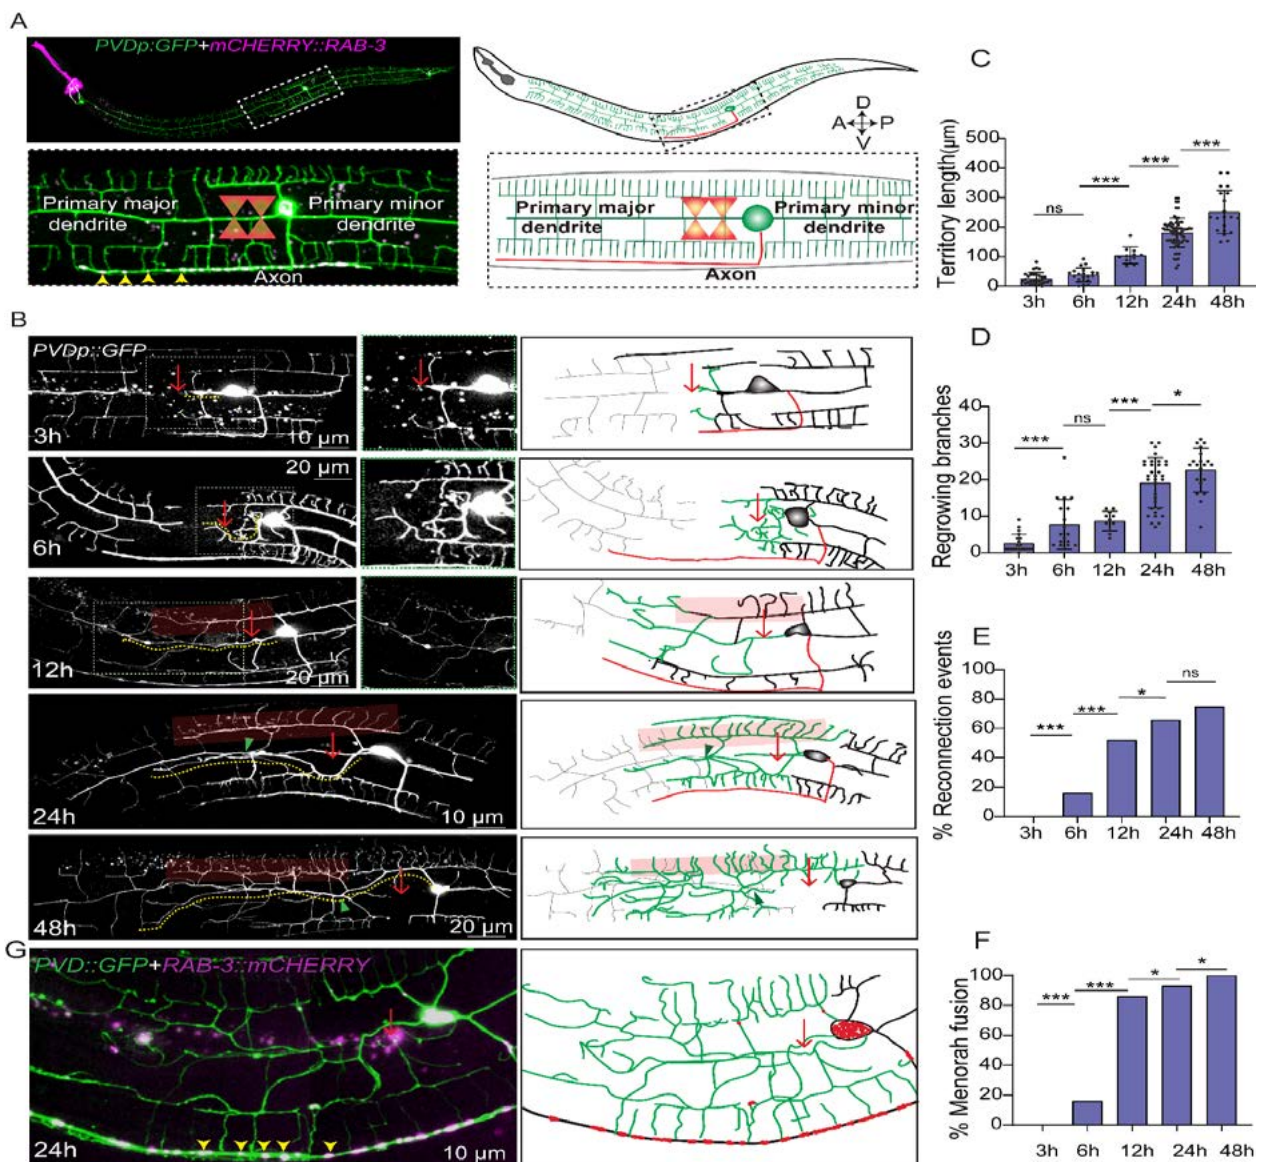 A
PVDp:GFP+mCHERRY::RAB-3
D
A P
V
Primary major dendrite
Primary minor dendrite
Axon
Primary major dendrite
Primary minor dendrite
Axon
B
PVDp::GFP
3h
10 µm
20 µm
6h
12h
20 µm
24h
10 µm
48h
20 µm
G
PVD::GFP+RAB-3::mCHERRY
24h
10 µm
C
Territory length(µm)
500
400
300
200
100
0
ns
***
***
***
3h 6h 12h 24h 48h
D
Regrowing branches
40
30
20
10
0
***
ns
***
*
3h 6h 12h 24h 48h
E
% Reconnection events
100
80
60
40
20
0
***
***
*
ns
3h 6h 12h 24h 48h
F
% Menorah fusion
100
80
60
40
20
0
***
***
*
*
3h 6h 12h 24h 48h